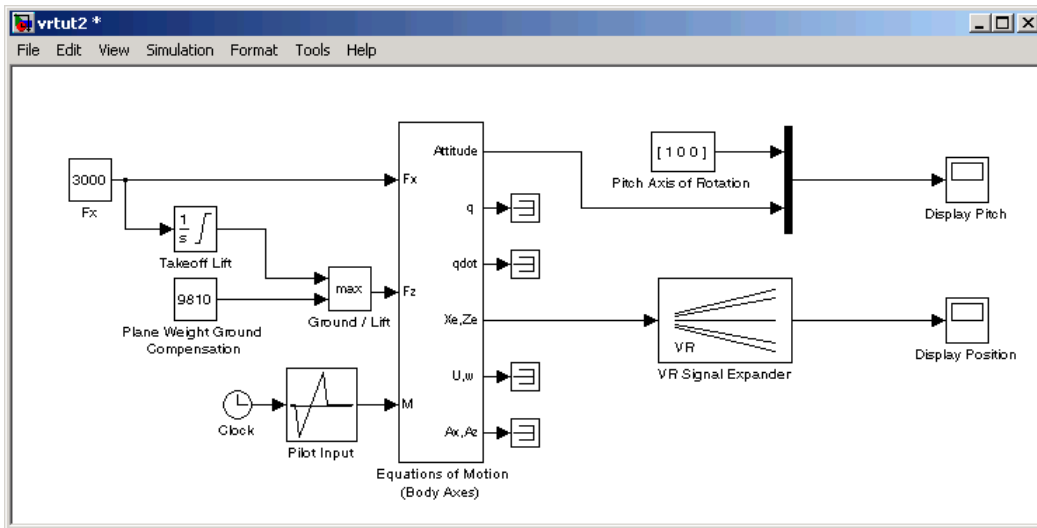 vrtut2 *
File Edit View Simulation Format Tools Help
3000
Fx
1
s
Takeoff Lift
9810
Plane Weight Ground
Compensation
max
Ground / Lift
Clock
Pilot Input
Fx
Fz
M
Attitude
q
qdot
Xe,Ze
U,w
Ax,Az
Equations of Motion
(Body Axes)
[ 1 0 0 ]
Pitch Axis of Rotation
VR
VR Signal Expander
Display Pitch
Display Position